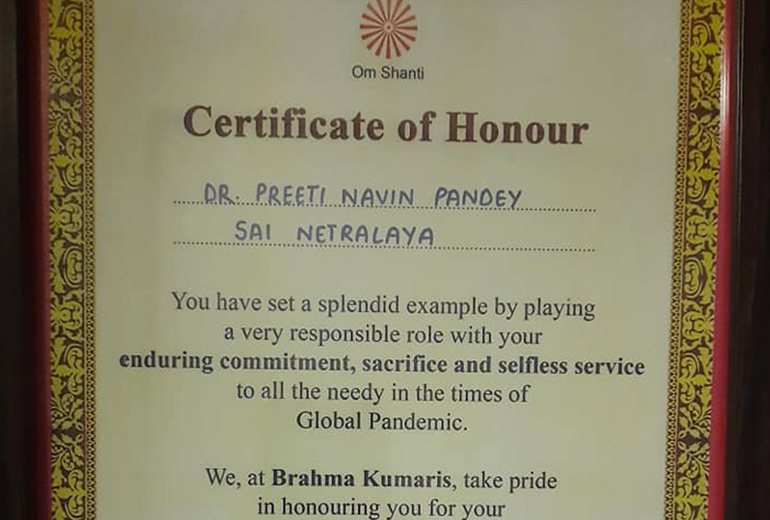 Om Shanti
Certificate of Honour
DR. PREETI NAVIN PANDEY
SAI NETRALAYA
You have set a splendid example by playing
a very responsible role with your
enduring commitment, sacrifice and selfless service
to all the needy in the times of
Global Pandemic.
We, at Brahma Kumaris, take pride
in honouring you for your